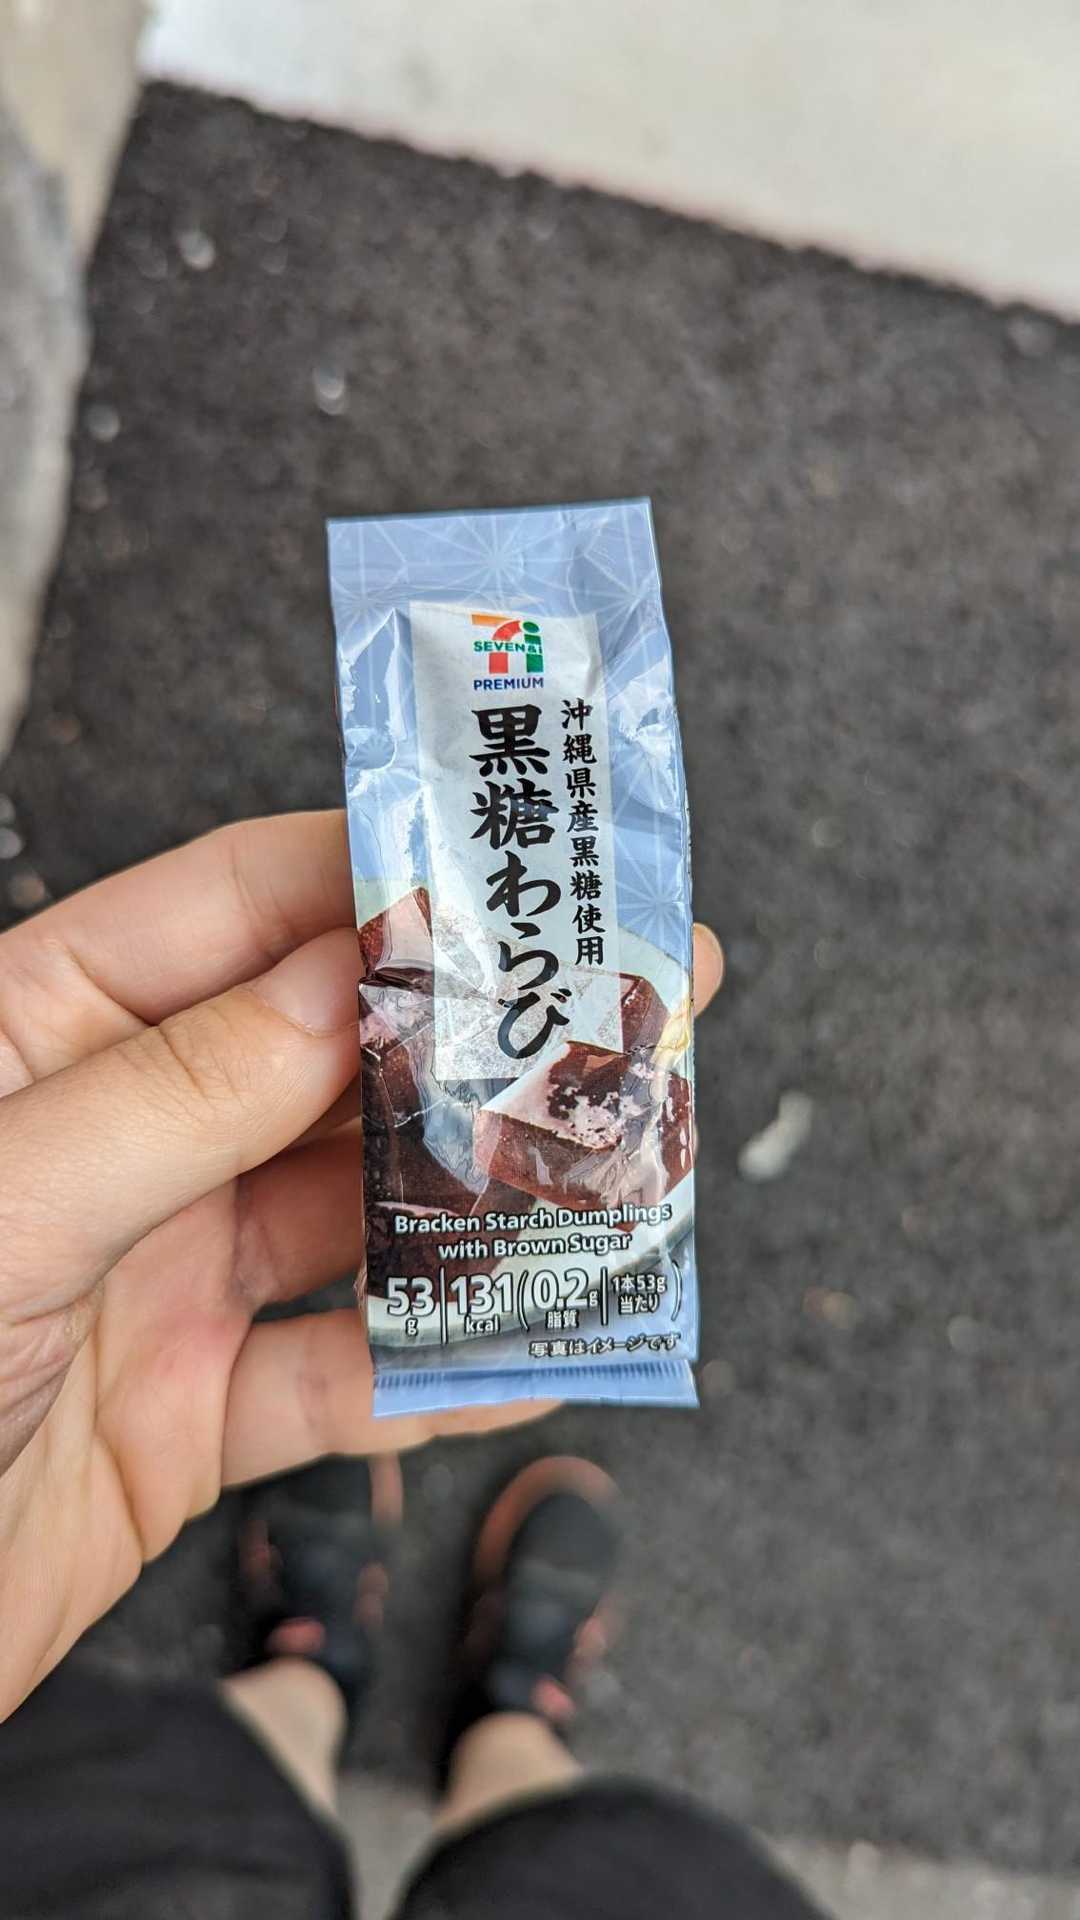 SEVEN&i
PREMIUM
沖縄県産黒糖使用
黒糖わらび
Bracken Starch Dumplings
with Brown Sugar
53g 131kcal (0.2g 脂質 1本53g当たり)
写真はイメージです